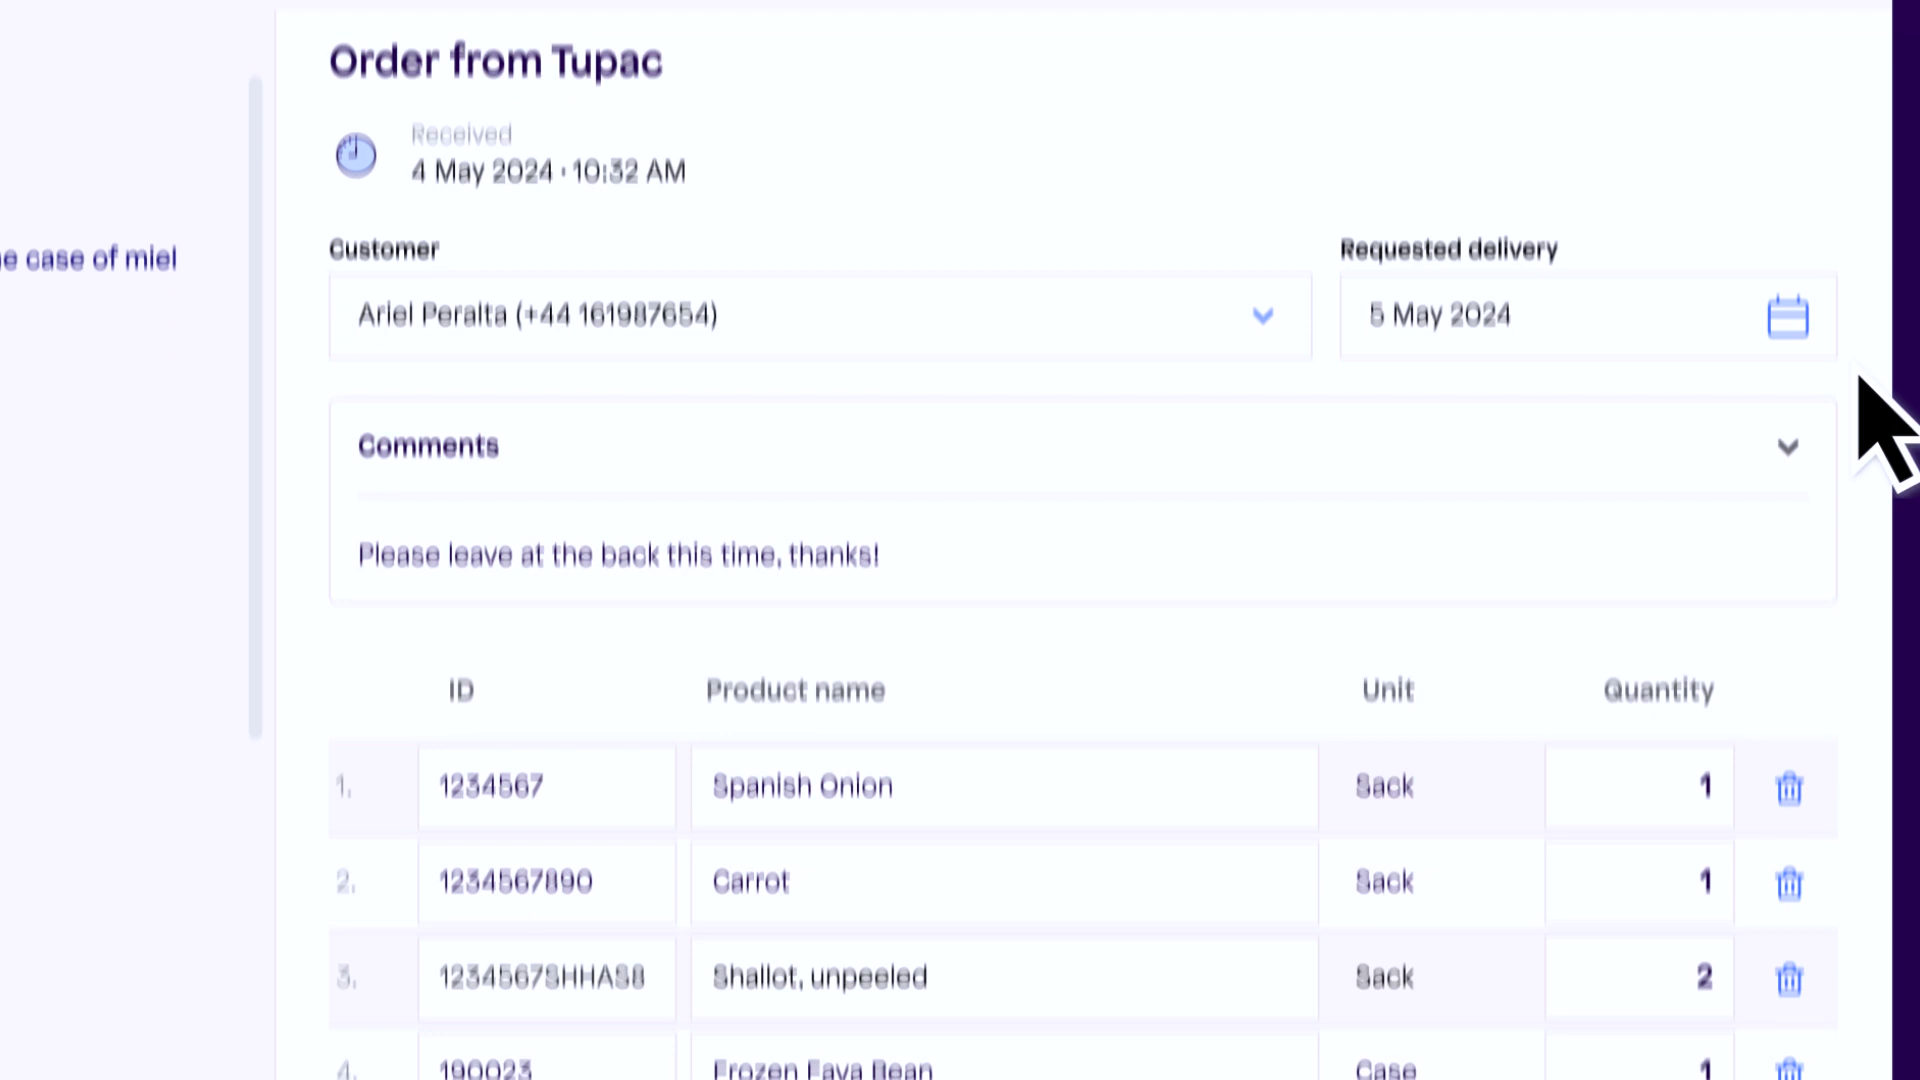 Order from Tupac
Received
4 May 2024 · 10:32 AM
case of miel
Customer
Requested delivery
Ariel Peralta (+44 161987654)
5 May 2024
Comments
Please leave at the back this time, thanks!
ID Product name Unit Quantity
1. 1234567 Spanish Onion Sack 1
2. 1234567890 Carrot Sack 1
3. 1234567SHHAS8 Shallot, unpeeled Sack 2
4. 190023 Frozen Fava Bean Case 1